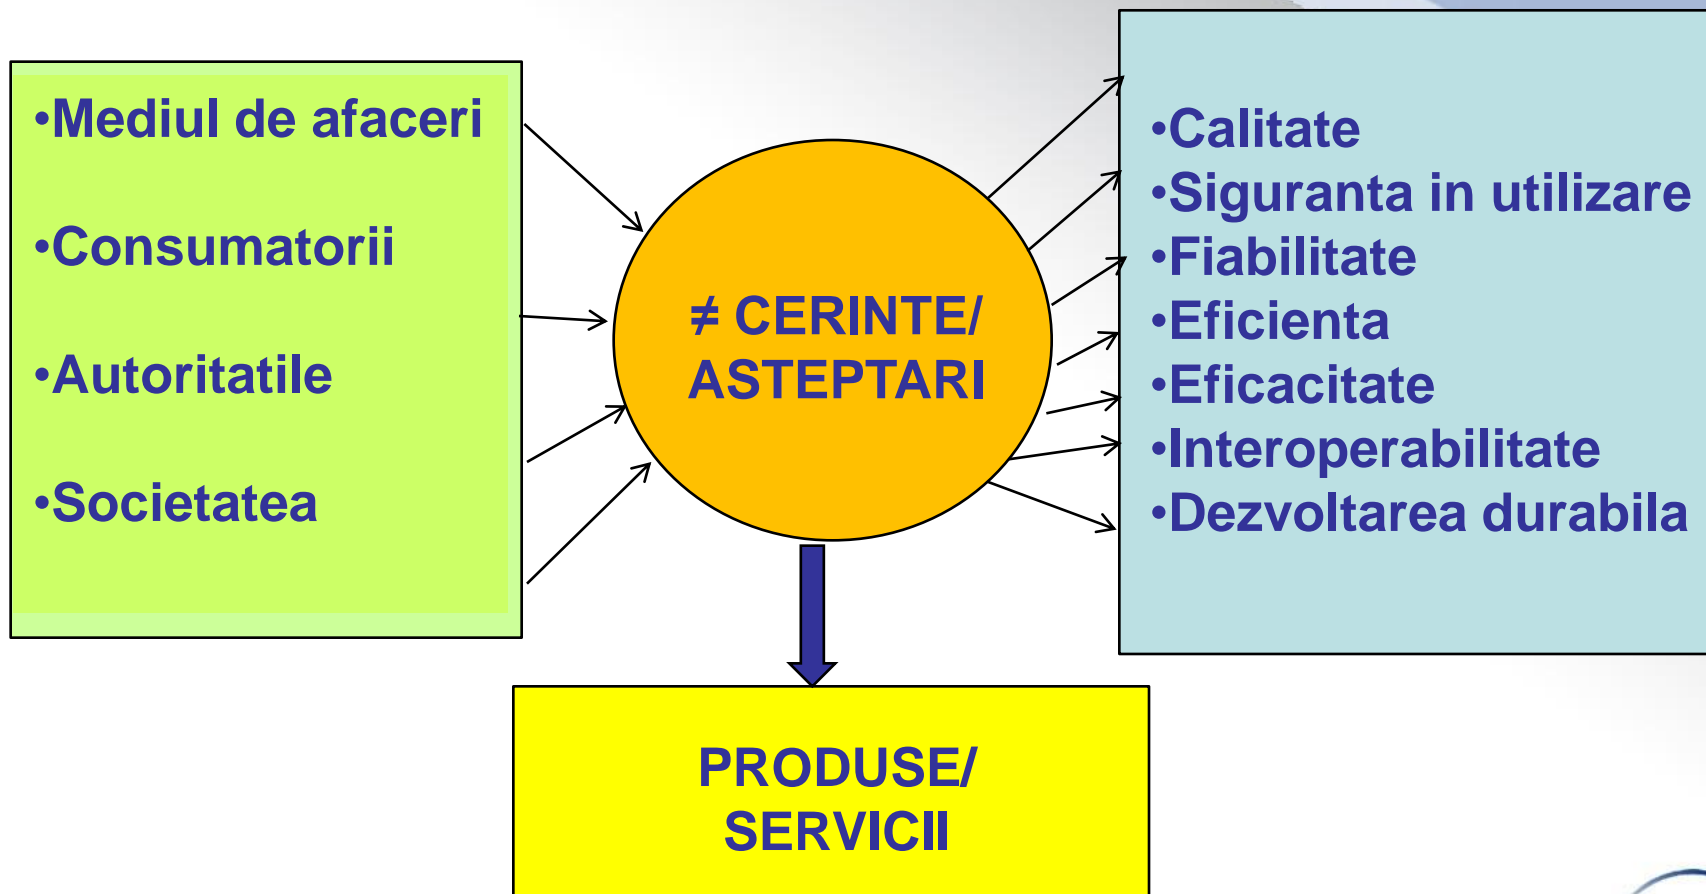 •Mediul de afaceri
•Consumatorii
•Autoritatile
•Societatea
≠ CERINTE/
ASTEPTARI
•Calitate
•Siguranta in utilizare
•Fiabilitate
•Eficienta
•Eficacitate
•Interoperabilitate
•Dezvoltarea durabila
PRODUSE/
SERVICII